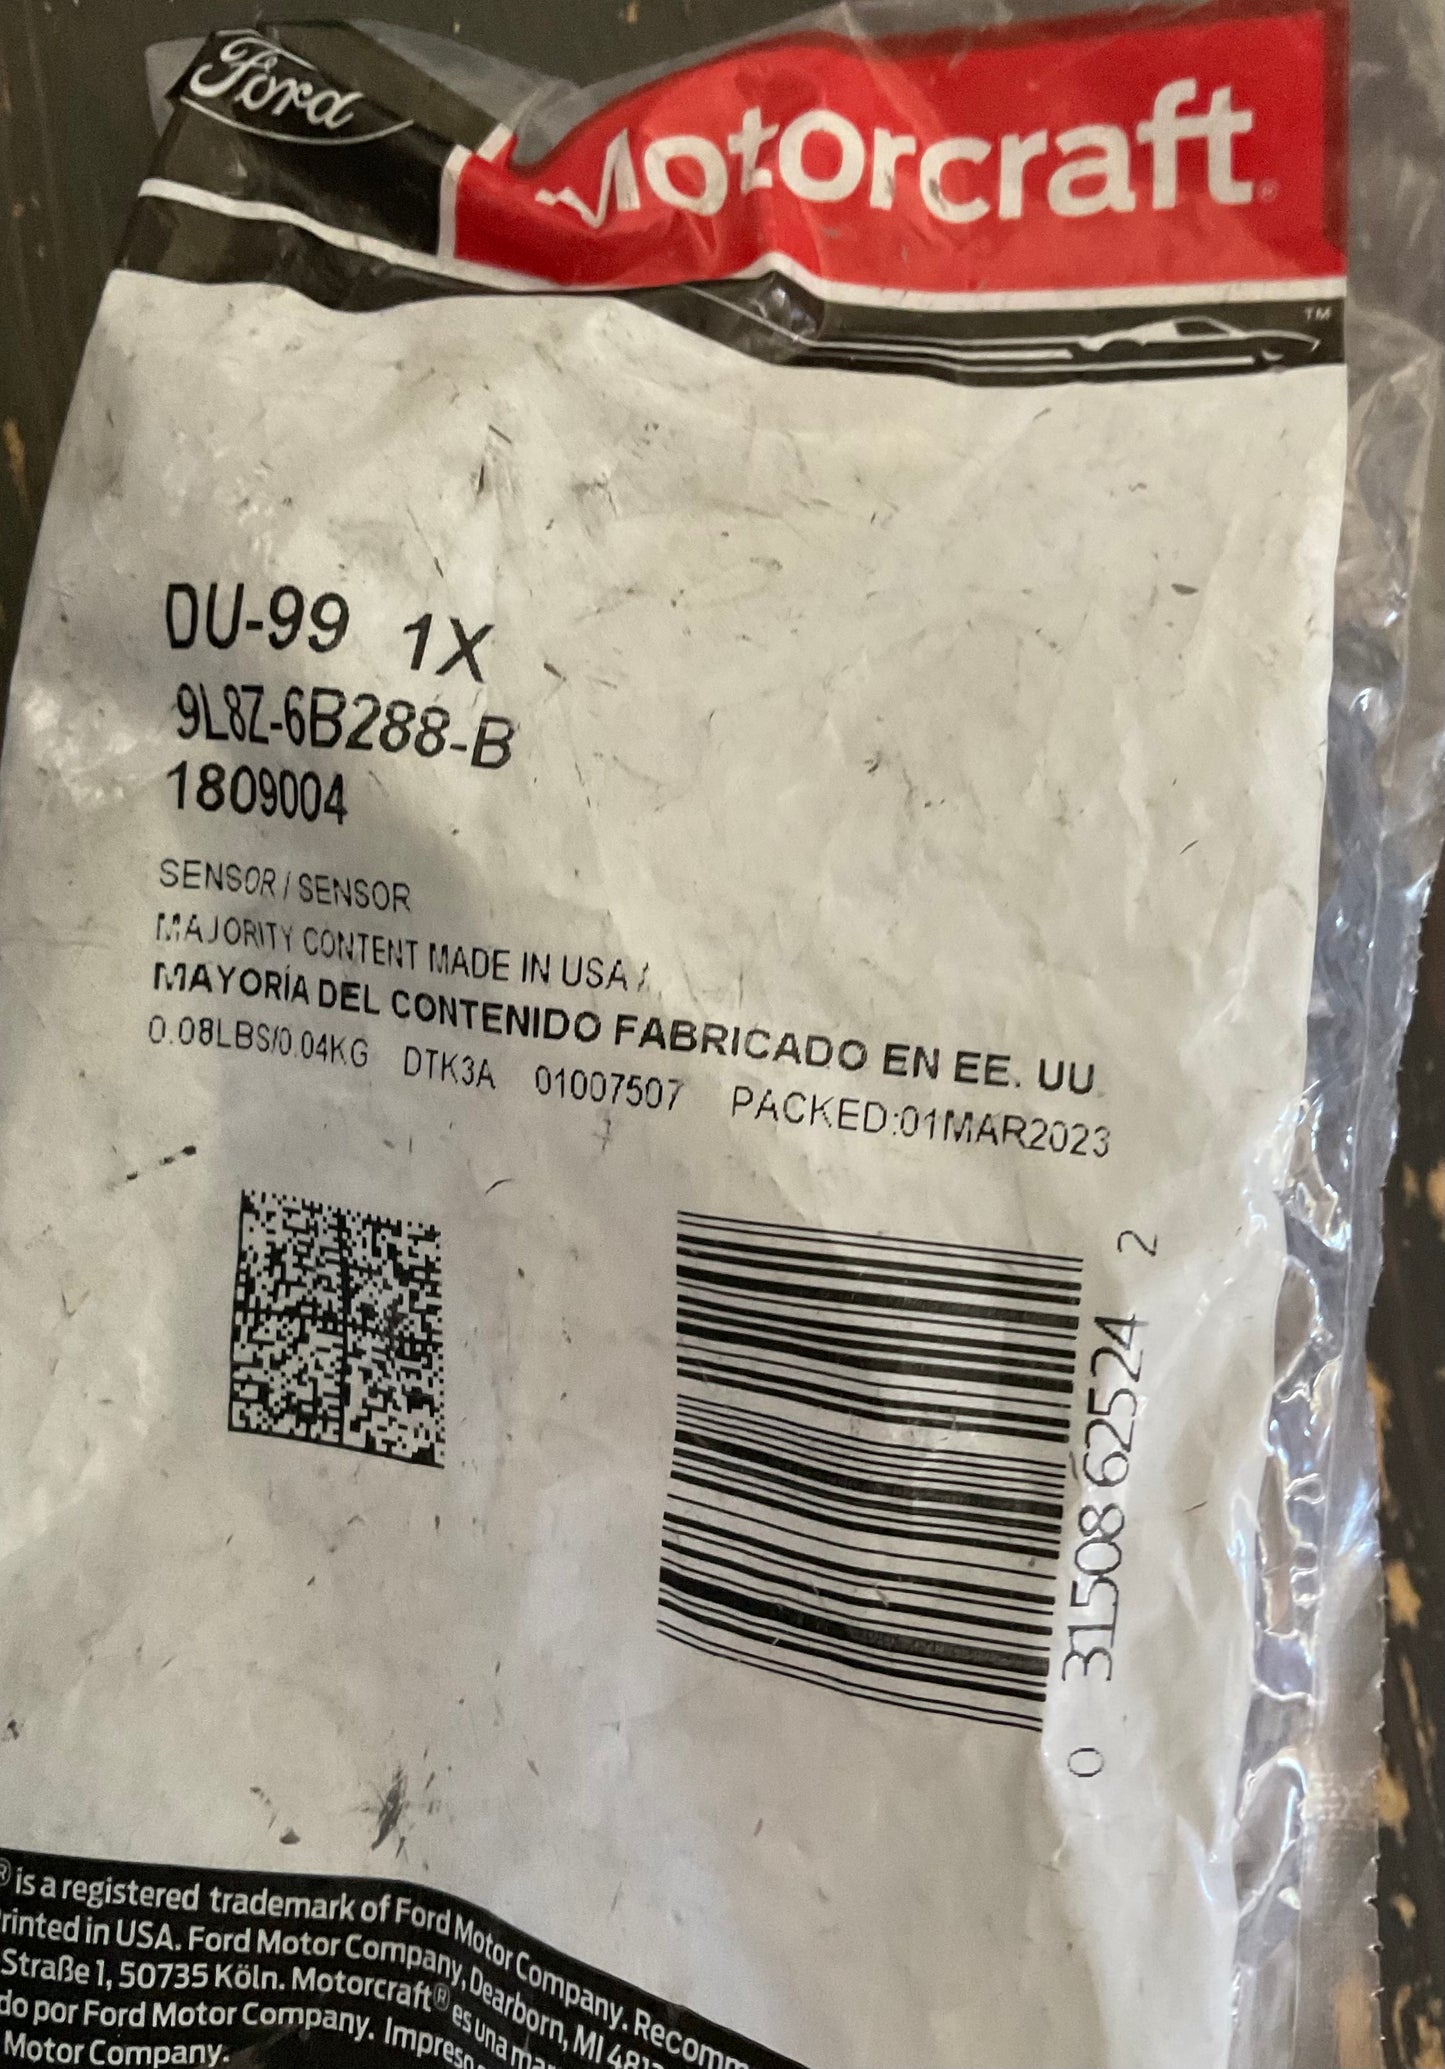 Ford
Motorcraft®
TM
DU-99 1X
9L8Z-6B288-B
1809004
SENSOR / SENSOR
MAJORITY CONTENT MADE IN USA /
MAYORÍA DEL CONTENIDO FABRICADO EN EE. UU.
0.08LBS/0.04KG DTK3A 01007507 PACKED:01MAR2023
0 31508 62524 2
® is a registered trademark of Ford Motor Company. Recomm
rinted in USA. Ford Motor Company, Dearborn, MI 481
Straße 1, 50735 Köln. Motorcraft® es una ma
do por Ford Motor Company. Impreso
Motor Company.